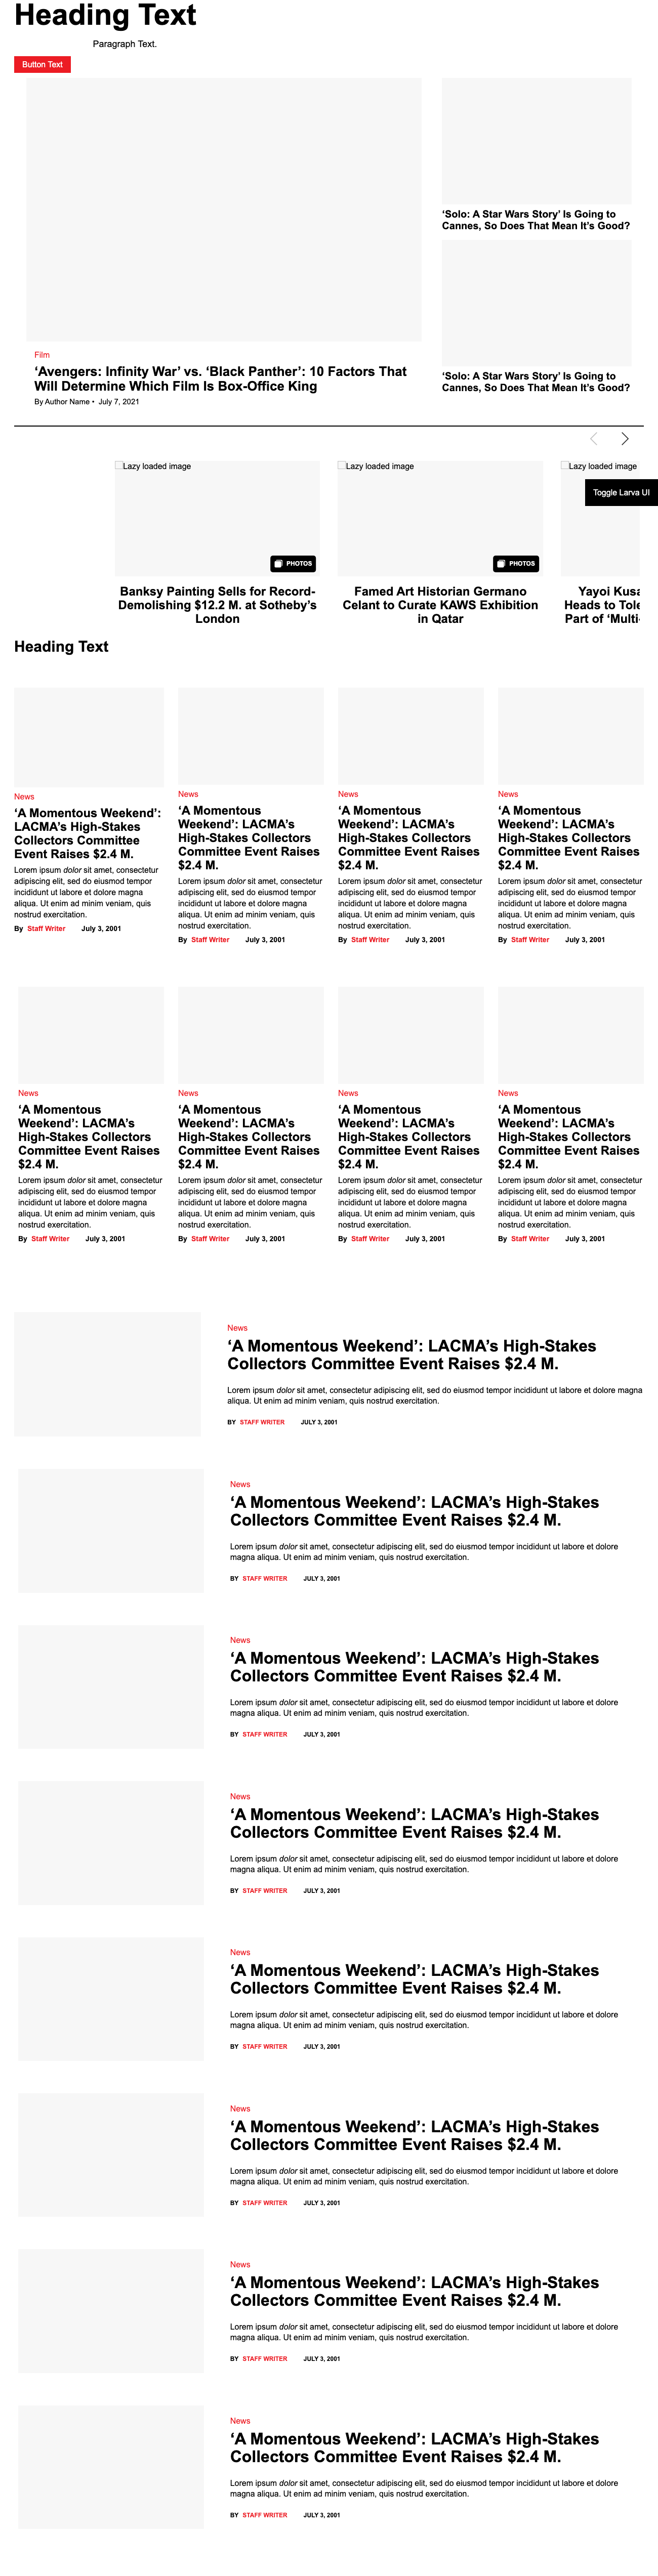 Heading Text
Paragraph Text.
Button Text
Film
‘Avengers: Infinity War’ vs. ‘Black Panther’: 10 Factors That
Will Determine Which Film Is Box-Office King
By Author Name • July 7, 2021
‘Solo: A Star Wars Story’ Is Going to
Cannes, So Does That Mean It’s Good?
‘Solo: A Star Wars Story’ Is Going to
Cannes, So Does That Mean It’s Good?
Lazy loaded image
PHOTOS
Banksy Painting Sells for Record-
Demolishing $12.2 M. at Sotheby’s
London
Lazy loaded image
PHOTOS
Famed Art Historian Germano
Celant to Curate KAWS Exhibition
in Qatar
Lazy loaded image
Toggle Larva UI
Yayoi Kusa
Heads to Tole
Part of ‘Multi-
Heading Text
News
‘A Momentous Weekend’:
LACMA’s High-Stakes
Collectors Committee
Event Raises $2.4 M.
Lorem ipsum dolor sit amet, consectetur
adipiscing elit, sed do eiusmod tempor
incididunt ut labore et dolore magna
aliqua. Ut enim ad minim veniam, quis
nostrud exercitation.
By Staff Writer July 3, 2001
News
‘A Momentous
Weekend’: LACMA’s
High-Stakes Collectors
Committee Event Raises
$2.4 M.
Lorem ipsum dolor sit amet, consectetur
adipiscing elit, sed do eiusmod tempor
incididunt ut labore et dolore magna
aliqua. Ut enim ad minim veniam, quis
nostrud exercitation.
By Staff Writer July 3, 2001
News
‘A Momentous
Weekend’: LACMA’s
High-Stakes Collectors
Committee Event Raises
$2.4 M.
Lorem ipsum dolor sit amet, consectetur
adipiscing elit, sed do eiusmod tempor
incididunt ut labore et dolore magna
aliqua. Ut enim ad minim veniam, quis
nostrud exercitation.
By Staff Writer July 3, 2001
News
‘A Momentous
Weekend’: LACMA’s
High-Stakes Collectors
Committee Event Raises
$2.4 M.
Lorem ipsum dolor sit amet, consectetur
adipiscing elit, sed do eiusmod tempor
incididunt ut labore et dolore magna
aliqua. Ut enim ad minim veniam, quis
nostrud exercitation.
By Staff Writer July 3, 2001
News
‘A Momentous
Weekend’: LACMA’s
High-Stakes Collectors
Committee Event Raises
$2.4 M.
Lorem ipsum dolor sit amet, consectetur
adipiscing elit, sed do eiusmod tempor
incididunt ut labore et dolore magna
aliqua. Ut enim ad minim veniam, quis
nostrud exercitation.
By Staff Writer July 3, 2001
News
‘A Momentous
Weekend’: LACMA’s
High-Stakes Collectors
Committee Event Raises
$2.4 M.
Lorem ipsum dolor sit amet, consectetur
adipiscing elit, sed do eiusmod tempor
incididunt ut labore et dolore magna
aliqua. Ut enim ad minim veniam, quis
nostrud exercitation.
By Staff Writer July 3, 2001
News
‘A Momentous
Weekend’: LACMA’s
High-Stakes Collectors
Committee Event Raises
$2.4 M.
Lorem ipsum dolor sit amet, consectetur
adipiscing elit, sed do eiusmod tempor
incididunt ut labore et dolore magna
aliqua. Ut enim ad minim veniam, quis
nostrud exercitation.
By Staff Writer July 3, 2001
News
‘A Momentous
Weekend’: LACMA’s
High-Stakes Collectors
Committee Event Raises
$2.4 M.
Lorem ipsum dolor sit amet, consectetur
adipiscing elit, sed do eiusmod tempor
incididunt ut labore et dolore magna
aliqua. Ut enim ad minim veniam, quis
nostrud exercitation.
By Staff Writer July 3, 2001
News
‘A Momentous Weekend’: LACMA’s High-Stakes
Collectors Committee Event Raises $2.4 M.
Lorem ipsum dolor sit amet, consectetur adipiscing elit, sed do eiusmod tempor incididunt ut labore et dolore magna
aliqua. Ut enim ad minim veniam, quis nostrud exercitation.
BY STAFF WRITER JULY 3, 2001
News
‘A Momentous Weekend’: LACMA’s High-Stakes
Collectors Committee Event Raises $2.4 M.
Lorem ipsum dolor sit amet, consectetur adipiscing elit, sed do eiusmod tempor incididunt ut labore et dolore
magna aliqua. Ut enim ad minim veniam, quis nostrud exercitation.
BY STAFF WRITER JULY 3, 2001
News
‘A Momentous Weekend’: LACMA’s High-Stakes
Collectors Committee Event Raises $2.4 M.
Lorem ipsum dolor sit amet, consectetur adipiscing elit, sed do eiusmod tempor incididunt ut labore et dolore
magna aliqua. Ut enim ad minim veniam, quis nostrud exercitation.
BY STAFF WRITER JULY 3, 2001
News
‘A Momentous Weekend’: LACMA’s High-Stakes
Collectors Committee Event Raises $2.4 M.
Lorem ipsum dolor sit amet, consectetur adipiscing elit, sed do eiusmod tempor incididunt ut labore et dolore
magna aliqua. Ut enim ad minim veniam, quis nostrud exercitation.
BY STAFF WRITER JULY 3, 2001
News
‘A Momentous Weekend’: LACMA’s High-Stakes
Collectors Committee Event Raises $2.4 M.
Lorem ipsum dolor sit amet, consectetur adipiscing elit, sed do eiusmod tempor incididunt ut labore et dolore
magna aliqua. Ut enim ad minim veniam, quis nostrud exercitation.
BY STAFF WRITER JULY 3, 2001
News
‘A Momentous Weekend’: LACMA’s High-Stakes
Collectors Committee Event Raises $2.4 M.
Lorem ipsum dolor sit amet, consectetur adipiscing elit, sed do eiusmod tempor incididunt ut labore et dolore
magna aliqua. Ut enim ad minim veniam, quis nostrud exercitation.
BY STAFF WRITER JULY 3, 2001
News
‘A Momentous Weekend’: LACMA’s High-Stakes
Collectors Committee Event Raises $2.4 M.
Lorem ipsum dolor sit amet, consectetur adipiscing elit, sed do eiusmod tempor incididunt ut labore et dolore
magna aliqua. Ut enim ad minim veniam, quis nostrud exercitation.
BY STAFF WRITER JULY 3, 2001
News
‘A Momentous Weekend’: LACMA’s High-Stakes
Collectors Committee Event Raises $2.4 M.
Lorem ipsum dolor sit amet, consectetur adipiscing elit, sed do eiusmod tempor incididunt ut labore et dolore
magna aliqua. Ut enim ad minim veniam, quis nostrud exercitation.
BY STAFF WRITER JULY 3, 2001